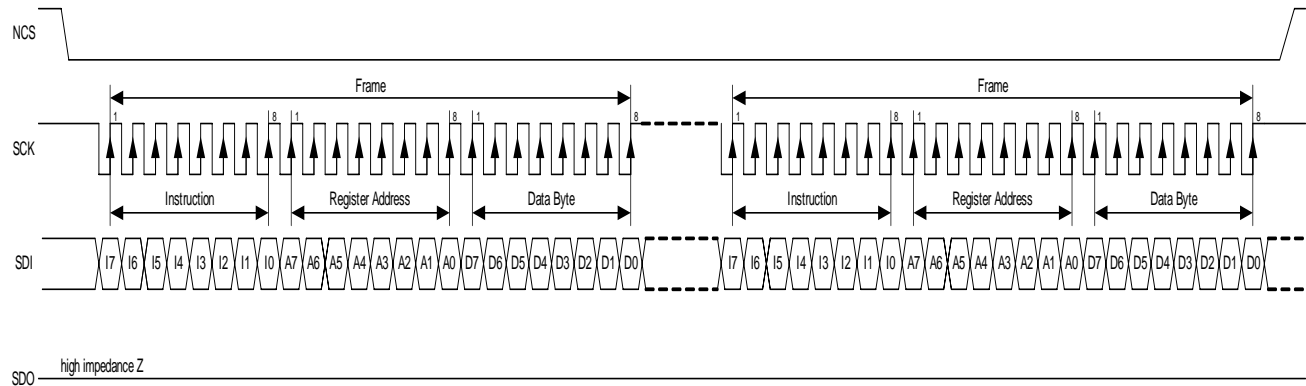 NCS
Frame Frame
1 8 1 8 1 8 1 8 1 8 1 8
SCK
Instruction Register Address Data Byte Instruction Register Address Data Byte
SDI I7 I6 I5 I4 I3 I2 I1 I0 A7 A6 A5 A4 A3 A2 A1 A0 D7 D6 D5 D4 D3 D2 D1 D0 I7 I6 I5 I4 I3 I2 I1 I0 A7 A6 A5 A4 A3 A2 A1 A0 D7 D6 D5 D4 D3 D2 D1 D0
high impedance Z
SDO